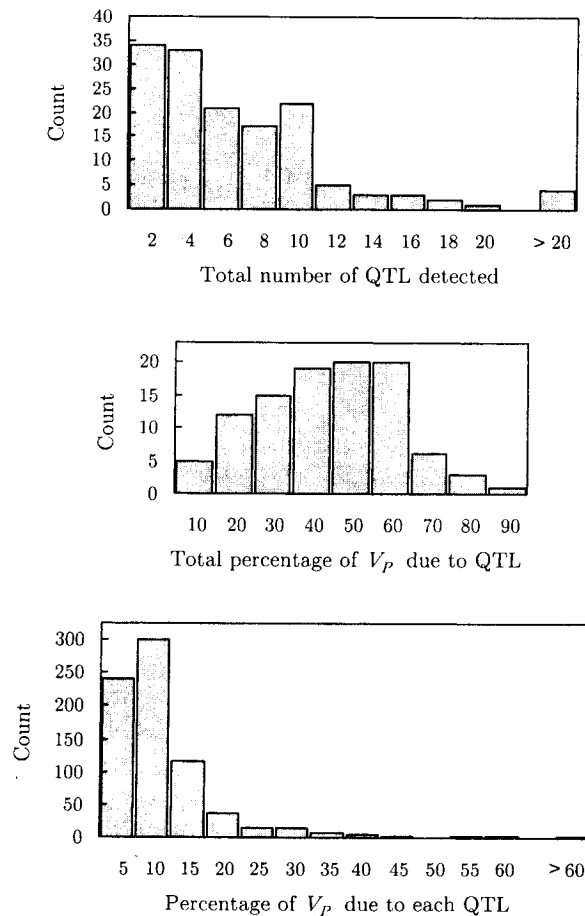 40
35
30
25
20
15
10
5
0
Count
2 4 6 8 10 12 14 16 18 20 > 20
Total number of QTL detected
20
15
10
5
0
Count
10 20 30 40 50 60 70 80 90
Total percentage of V_P due to QTL
300
250
200
150
100
50
0
Count
5 10 15 20 25 30 35 40 45 50 55 60 >60
Percentage of V_P due to each QTL